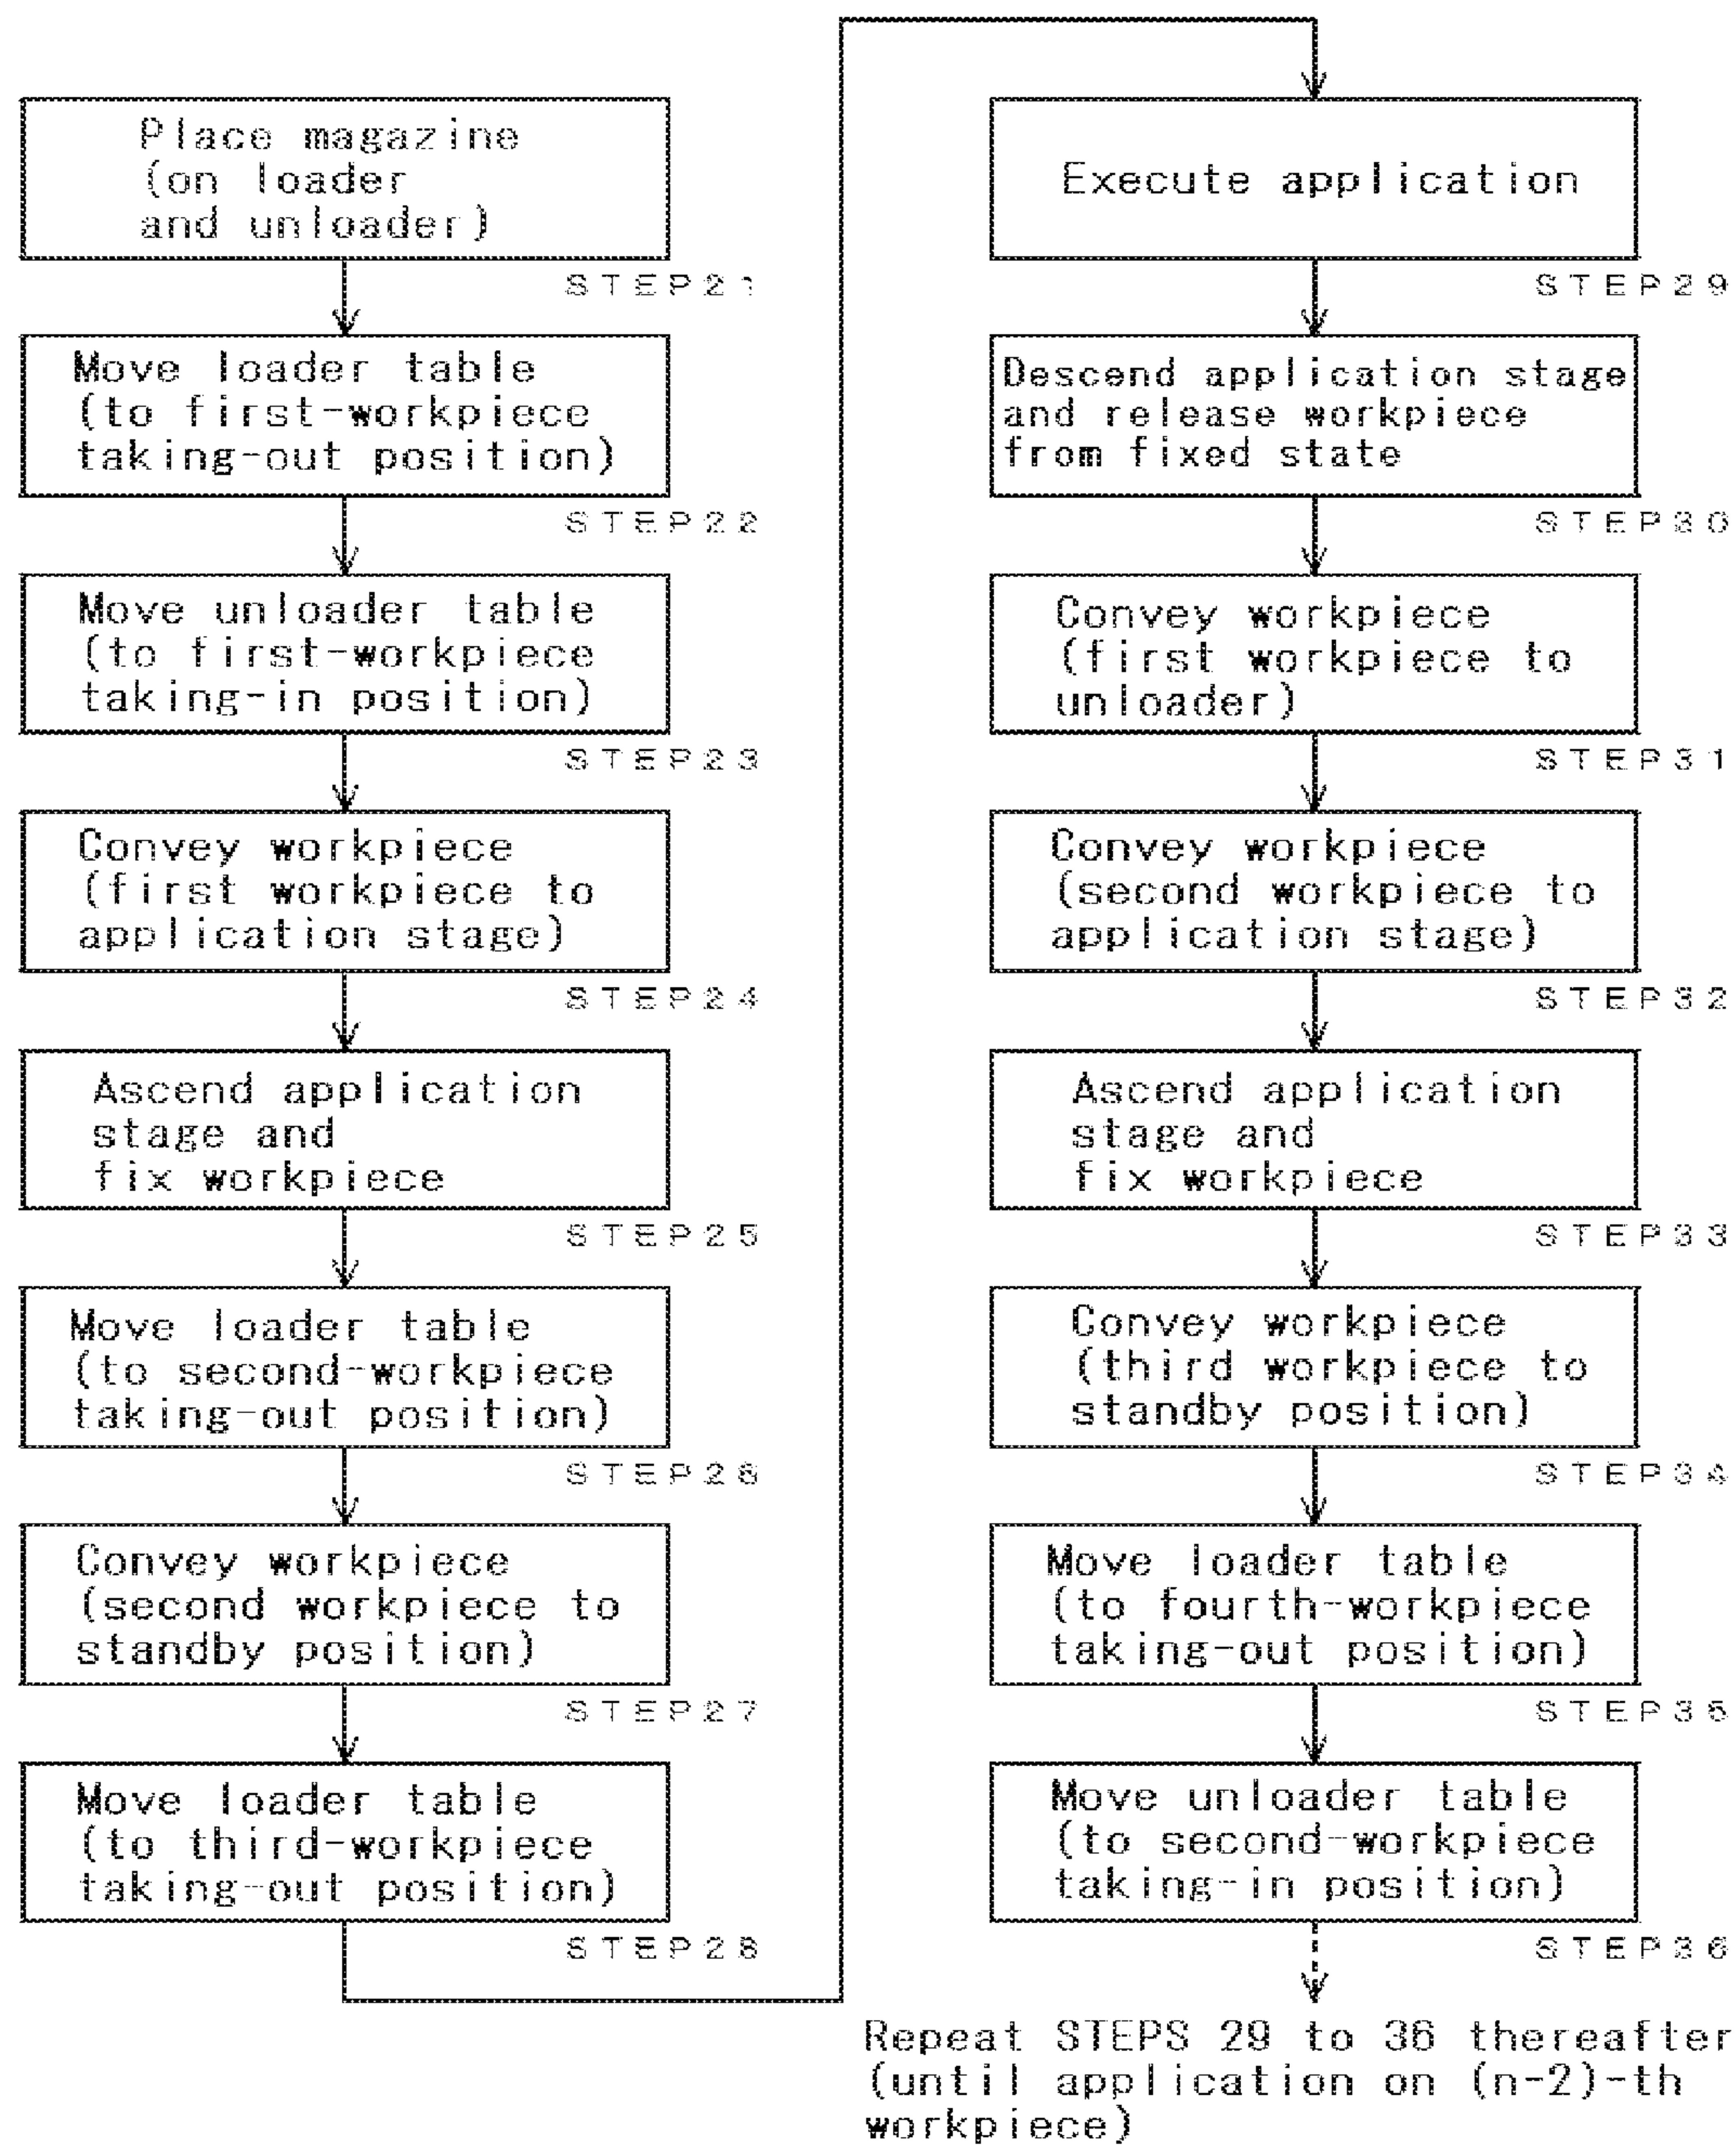 Place magazine
(on loader
and unloader)
STEP21
Move loader table
(to first-workpiece
taking-out position)
STEP22
Move unloader table
(to first-workpiece
taking-in position)
STEP23
Convey workpiece
(first workpiece to
application stage)
STEP24
Ascend application
stage and
fix workpiece
STEP25
Move loader table
(to second-workpiece
taking-out position)
STEP26
Convey workpiece
(second workpiece to
standby position)
STEP27
Move loader table
(to third-workpiece
taking-out position)
STEP28
Execute application
STEP29
Descend application stage
and release workpiece
from fixed state
STEP30
Convey workpiece
(first workpiece to
unloader)
STEP31
Convey workpiece
(second workpiece to
application stage)
STEP32
Ascend application
stage and
fix workpiece
STEP33
Convey workpiece
(third workpiece to
standby position)
STEP34
Move loader table
(to fourth-workpiece
taking-out position)
STEP35
Move unloader table
(to second-workpiece
taking-in position)
STEP36
Repeat STEPS 29 to 36 thereafter
(until application on (n-2)-th
workpiece)